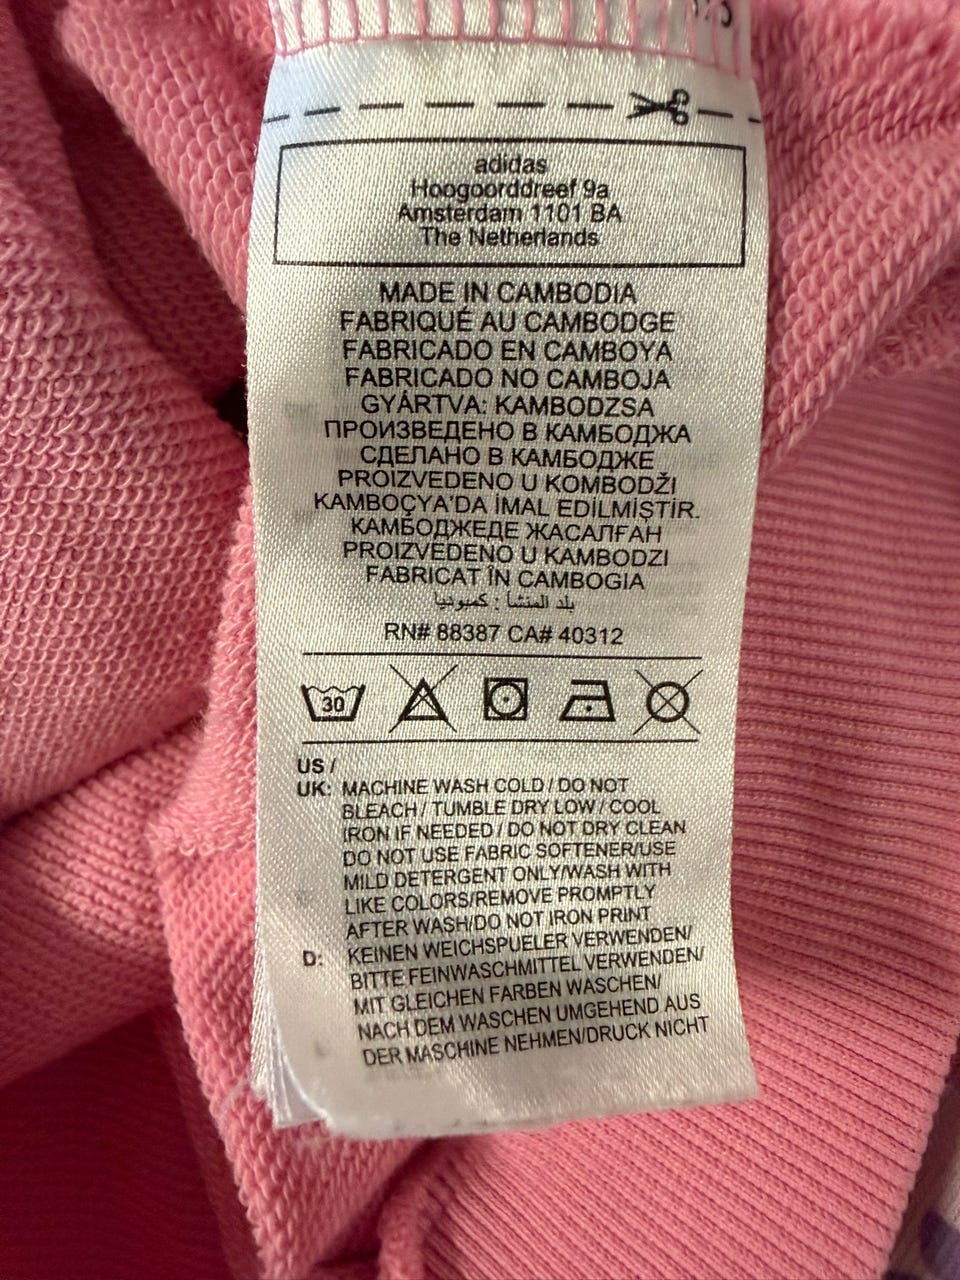 adidas
Hoogoorddreef 9a
Amsterdam 1101 BA
The Netherlands
MADE IN CAMBODIA
FABRIQUÉ AU CAMBODGE
FABRICADO EN CAMBOYA
FABRICADO NO CAMBOJA
GYÁRTVA: KAMBODZSA
ПРОИЗВЕДЕНО В КАМБОДЖА
СДЕЛАНО В КАМБОДЖЕ
PROIZVEDENO U KOMBODŽI
KAMBOÇYA'DA İMAL EDİLMİŞTİR.
КАМБОДЖЕДЕ ЖАСАЛҒАН
PROIZVEDENO U KAMBODZI
FABRICAT ÎN CAMBOGIA
بلد المنشأ : كمبوديا
RN# 88387 CA# 40312
30
US /
UK: MACHINE WASH COLD / DO NOT
BLEACH / TUMBLE DRY LOW / COOL
IRON IF NEEDED / DO NOT DRY CLEAN
DO NOT USE FABRIC SOFTENER/USE
MILD DETERGENT ONLY/WASH WITH
LIKE COLORS/REMOVE PROMPTLY
AFTER WASH/DO NOT IRON PRINT
D: KEINEN WEICHSPUELER VERWENDEN/
BITTE FEINWASCHMITTEL VERWENDEN/
MIT GLEICHEN FARBEN WASCHEN/
NACH DEM WASCHEN UMGEHEND AUS
DER MASCHINE NEHMEN/DRUCK NICHT